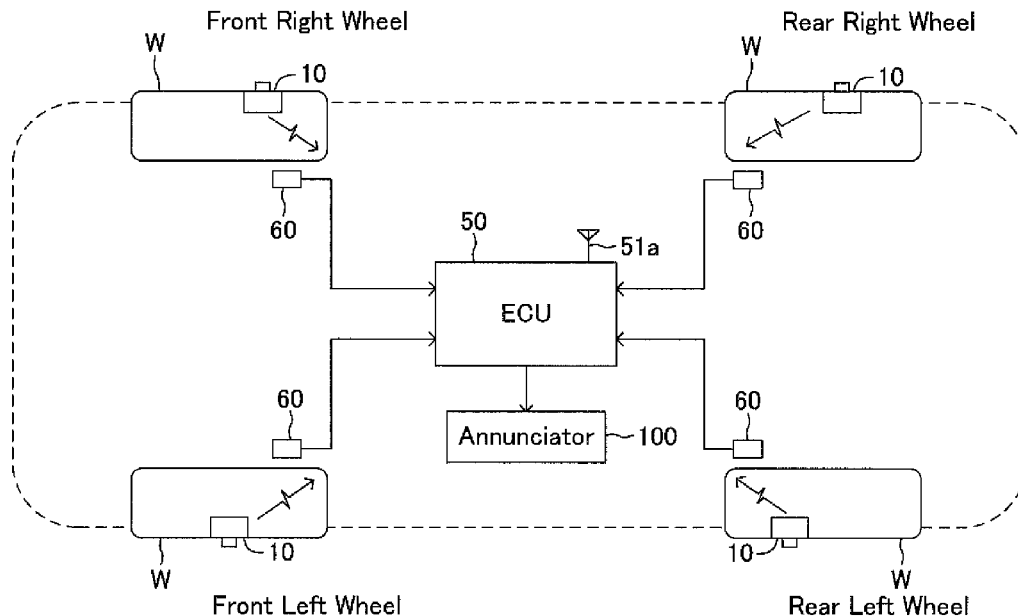 Front Right Wheel
Rear Right Wheel
W
10
W
10
60
50
51a
60
ECU
60
60
Annunciator
100
10
10
W
W
Front Left Wheel
Rear Left Wheel